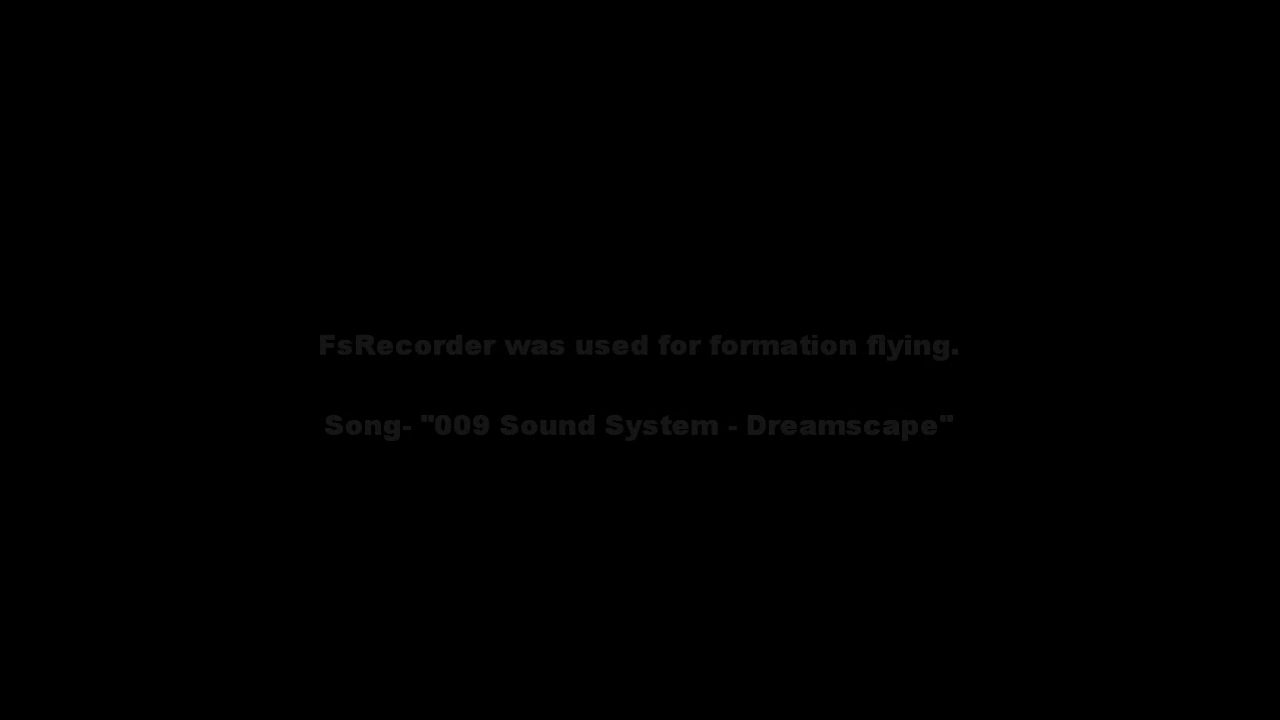 FsRecorder was used for formation flying.
Song- "009 Sound System - Dreamscape"